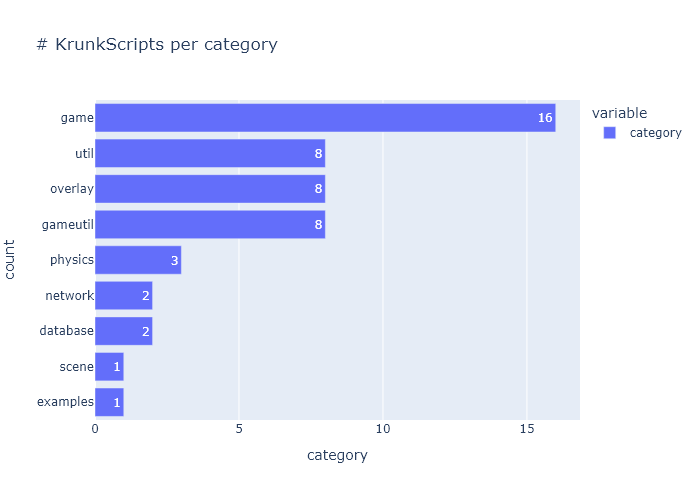 # KrunkScripts per category
variable
category
game
16
util
8
overlay
8
gameutil
8
physics
3
network
2
database
2
scene
1
examples
1
0
5
10
15
count
category